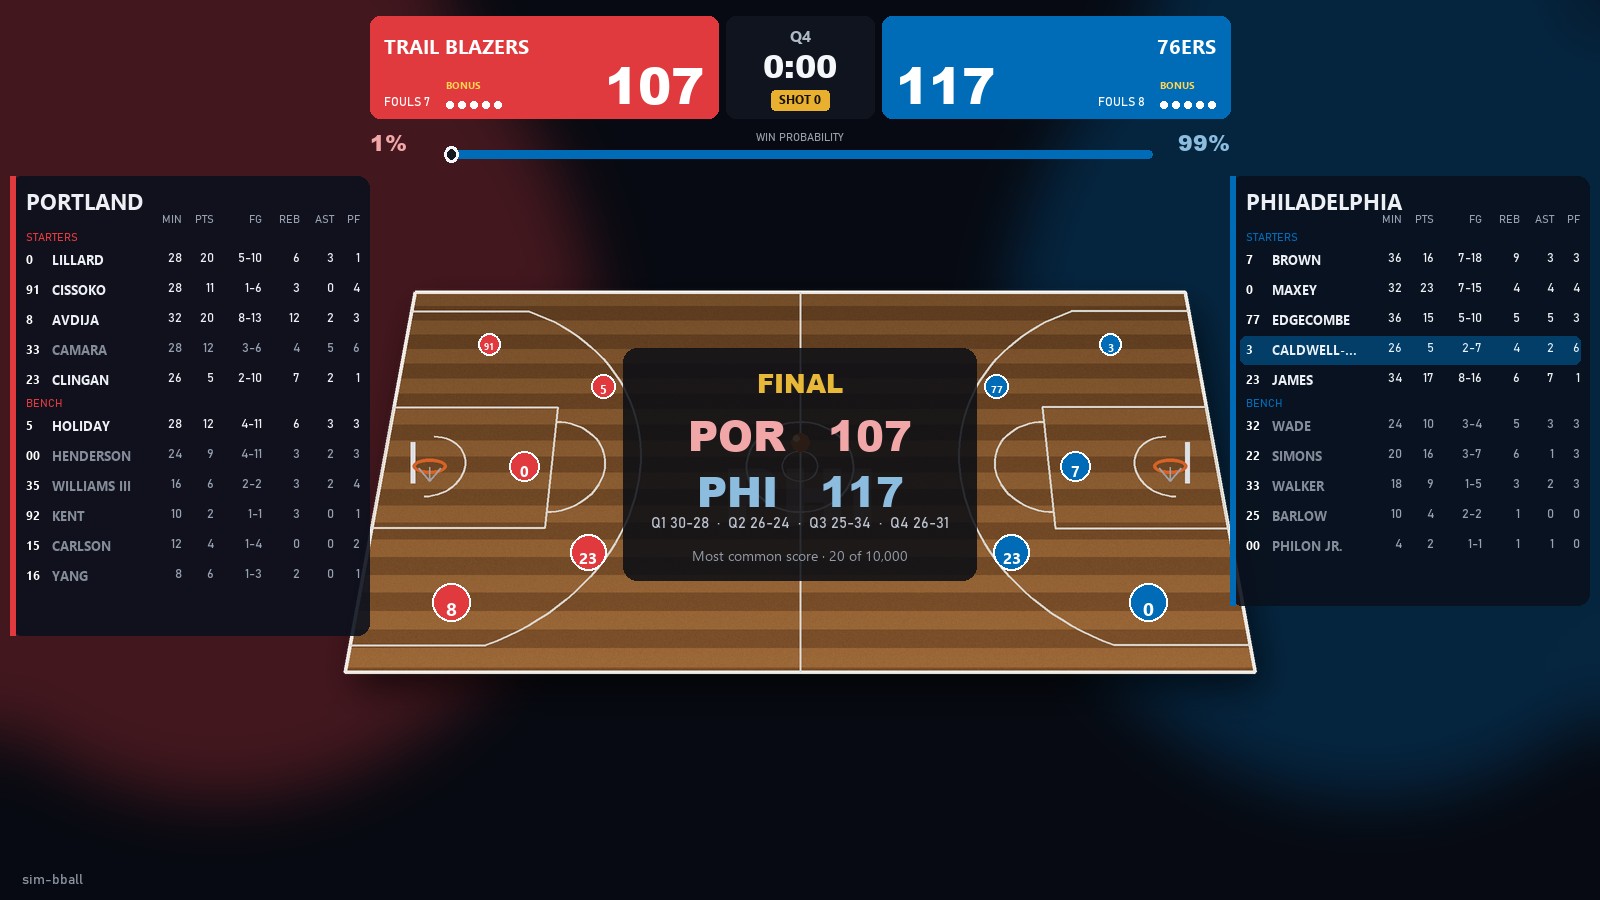 TRAIL BLAZERS
FOULS 7 BONUS 107
Q4
0:00
SHOT 0
76ERS
117 FOULS 8 BONUS
1% WIN PROBABILITY 99%
PORTLAND
MIN PTS FG REB AST PF
STARTERS
0 LILLARD 28 20 5-10 6 3 1
91 CISSOKO 28 11 1-6 3 0 4
8 AVDIJA 32 20 8-13 12 2 3
33 CAMARA 28 12 3-6 4 5 6
23 CLINGAN 26 5 2-10 7 2 1
BENCH
5 HOLIDAY 28 12 4-11 6 3 3
00 HENDERSON 24 9 4-11 3 2 3
35 WILLIAMS III 16 6 2-2 3 2 4
92 KENT 10 2 1-1 3 0 1
15 CARLSON 12 4 1-4 0 0 2
16 YANG 8 6 1-3 2 0 1
91
5
0
23
8
FINAL
POR 107
PHI 117
Q1 30-28 · Q2 26-24 · Q3 25-34 · Q4 26-31
Most common score · 20 of 10,000
3
77
7
23
0
PHILADELPHIA
MIN PTS FG REB AST PF
STARTERS
7 BROWN 36 16 7-18 9 3 3
0 MAXEY 32 23 7-15 4 4 4
77 EDGECOMBE 36 15 5-10 5 5 3
3 CALDWELL-... 26 5 2-7 4 2 6
23 JAMES 34 17 8-16 6 7 1
BENCH
32 WADE 24 10 3-4 5 3 3
22 SIMONS 20 16 3-7 6 1 3
33 WALKER 18 9 1-5 3 2 3
25 BARLOW 10 4 2-2 1 0 0
00 PHILON JR. 4 2 1-1 1 1 0
sim-bball